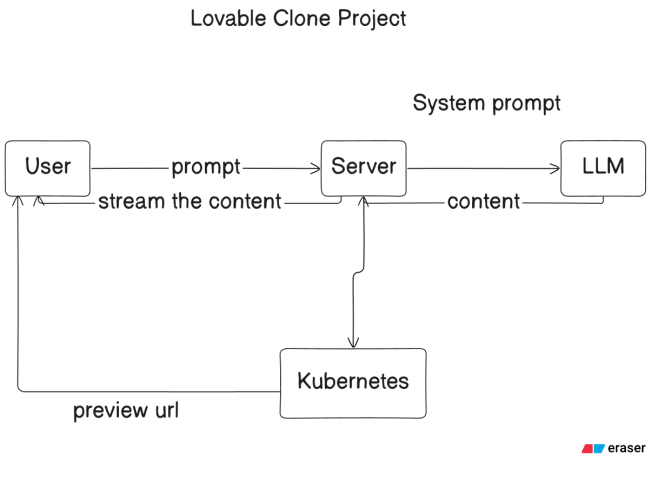 Lovable Clone Project
System prompt
User
prompt
Server
LLM
stream the content
content
Kubernetes
preview url
eraser